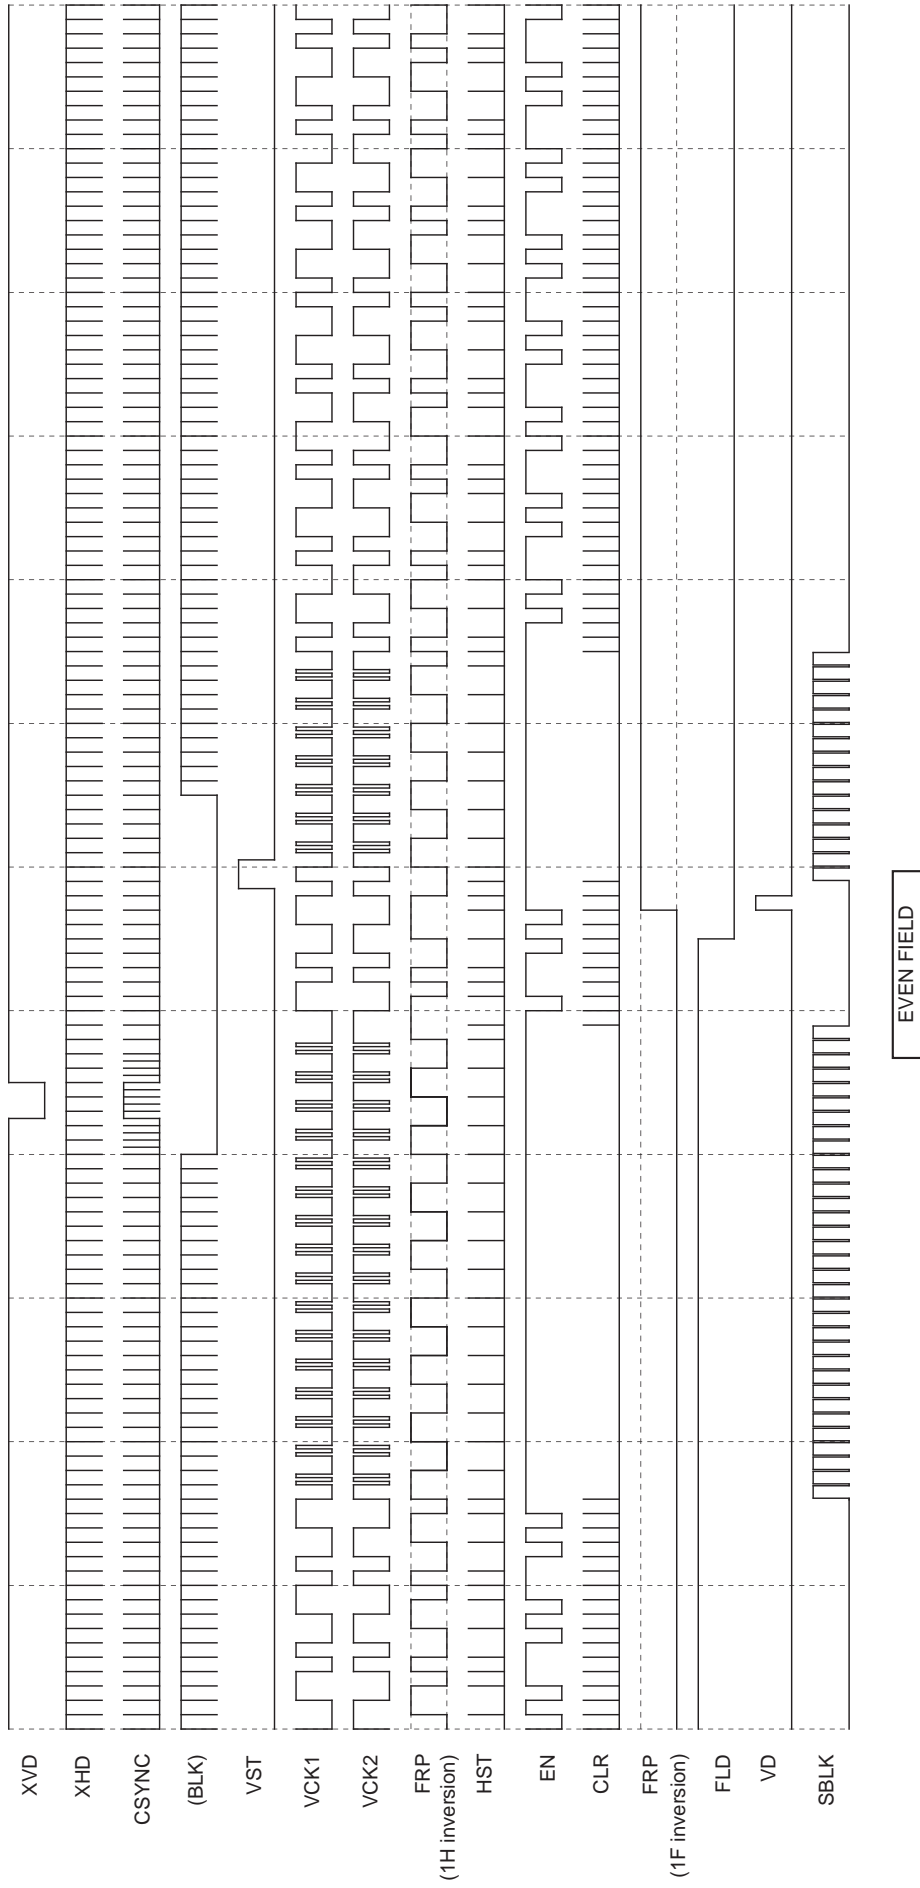 XVD
XHD
CSYNC
(BLK)
VST
VCK1
VCK2
FRP
(1H inversion)
HST
EN
CLR
FRP
(1F inversion)
FLD
VD
SBLK
EVEN FIELD